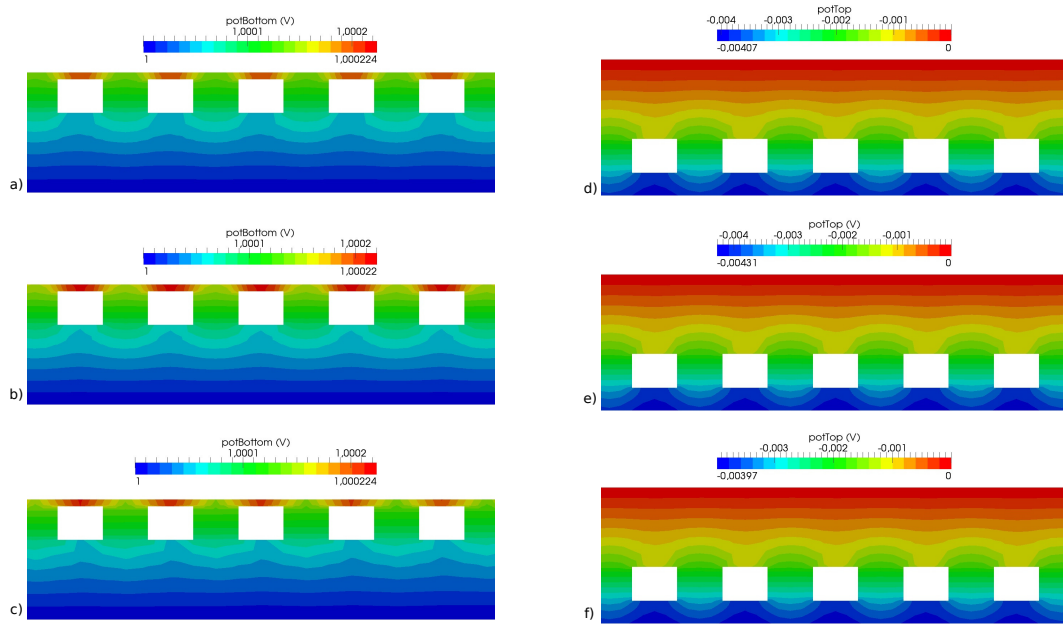 potBottom (V)
1,0001 1,0002
1 1,000224
a)
potBottom (V)
1,0001 1,0002
1 1,00022
b)
potBottom (V)
1,0001 1,0002
1 1,000224
c)
potTop
-0.004 -0.003 -0.002 -0.001
-0.00407 0
d)
potTop (V)
-0.004 -0.003 -0.002 -0.001
-0.00431 0
e)
potTop (V)
-0.003 -0.002 -0.001
-0.00397 0
f)